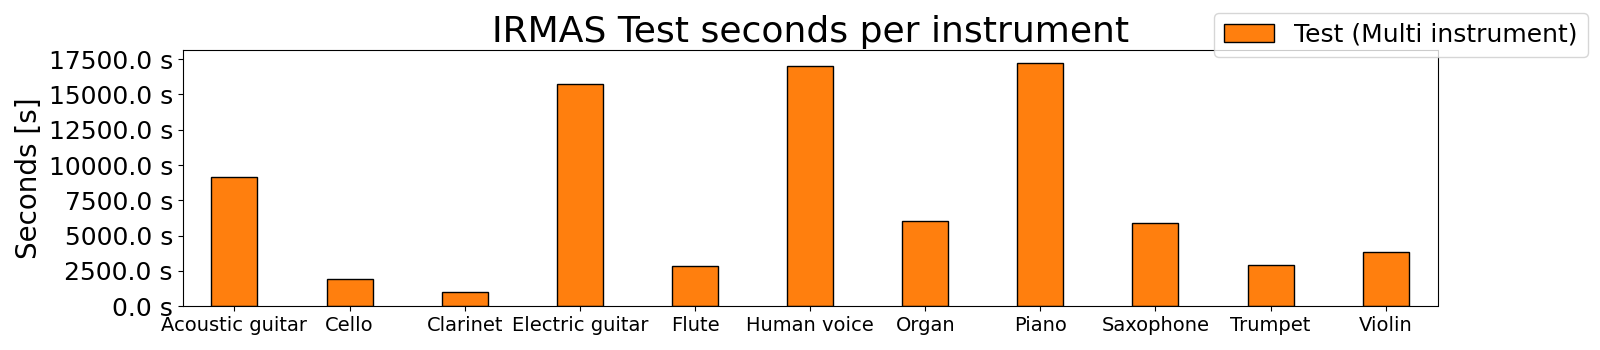 IRMAS Test seconds per instrument
Test (Multi instrument)
Seconds [s]
17500.0 s
15000.0 s
12500.0 s
10000.0 s
7500.0 s
5000.0 s
2500.0 s
0.0 s
Acoustic guitar Cello Clarinet Electric guitar Flute Human voice Organ Piano Saxophone Trumpet Violin